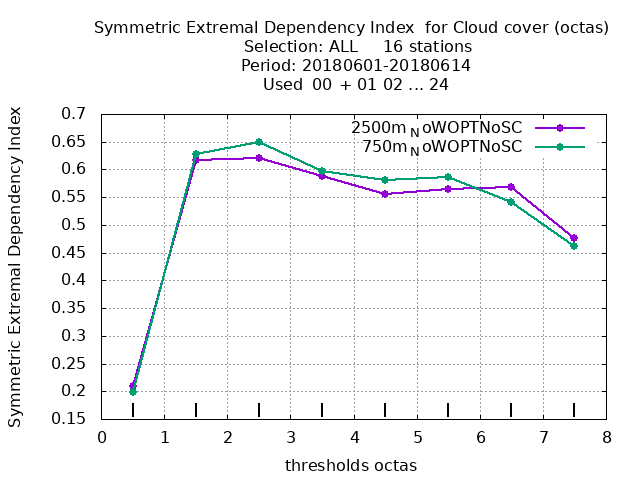 Symmetric Extremal Dependency Index  for Cloud cover (octas)
Selection: ALL     16 stations
Period: 20180601-20180614
Used  00 + 01 02 ... 24
Symmetric Extremal Dependency Index
2500m_NoWOPTNoSC
750m_NoWOPTNoSC
0.7
0.65
0.6
0.55
0.5
0.45
0.4
0.35
0.3
0.25
0.2
0.15
0 1 2 3 4 5 6 7 8
thresholds octas